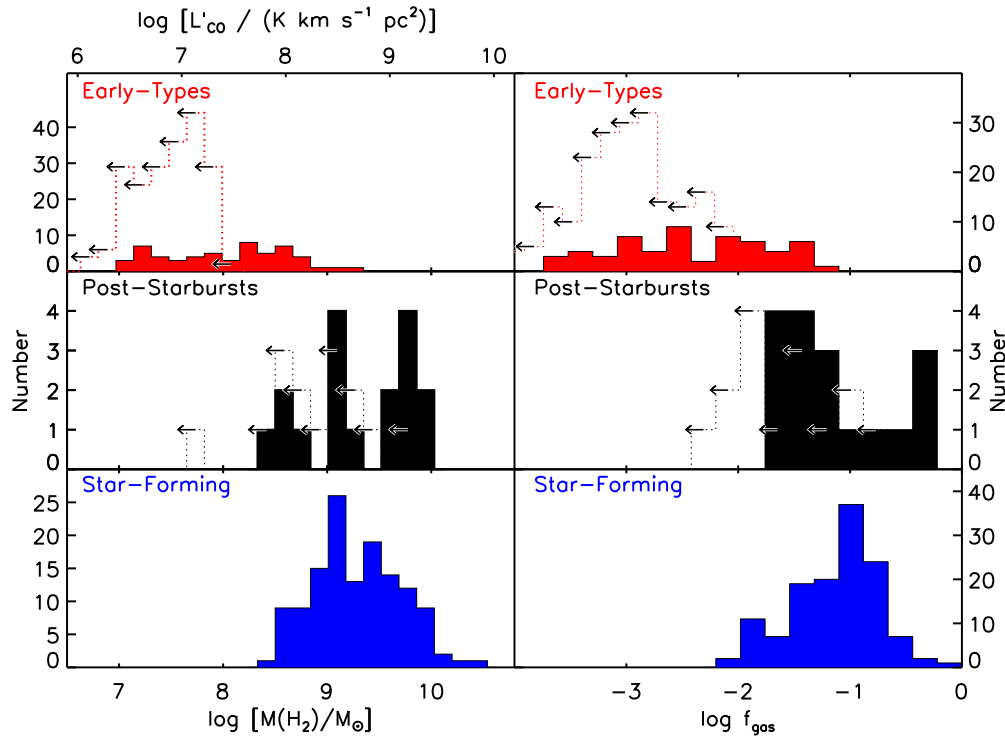 log [L'CO / (K km s⁻¹ pc²)]
6 7 8 9 10
Early-Types
Early-Types
40
30
20
10
0
30
20
10
0
Post-Starbursts
Post-Starbursts
4
3
2
1
0
Number
4
3
2
1
0
Number
Star-Forming
Star-Forming
25
20
15
10
5
0
40
30
20
10
0
7 8 9 10
-3 -2 -1 0
log [M(H₂)/M☉]
log fgas